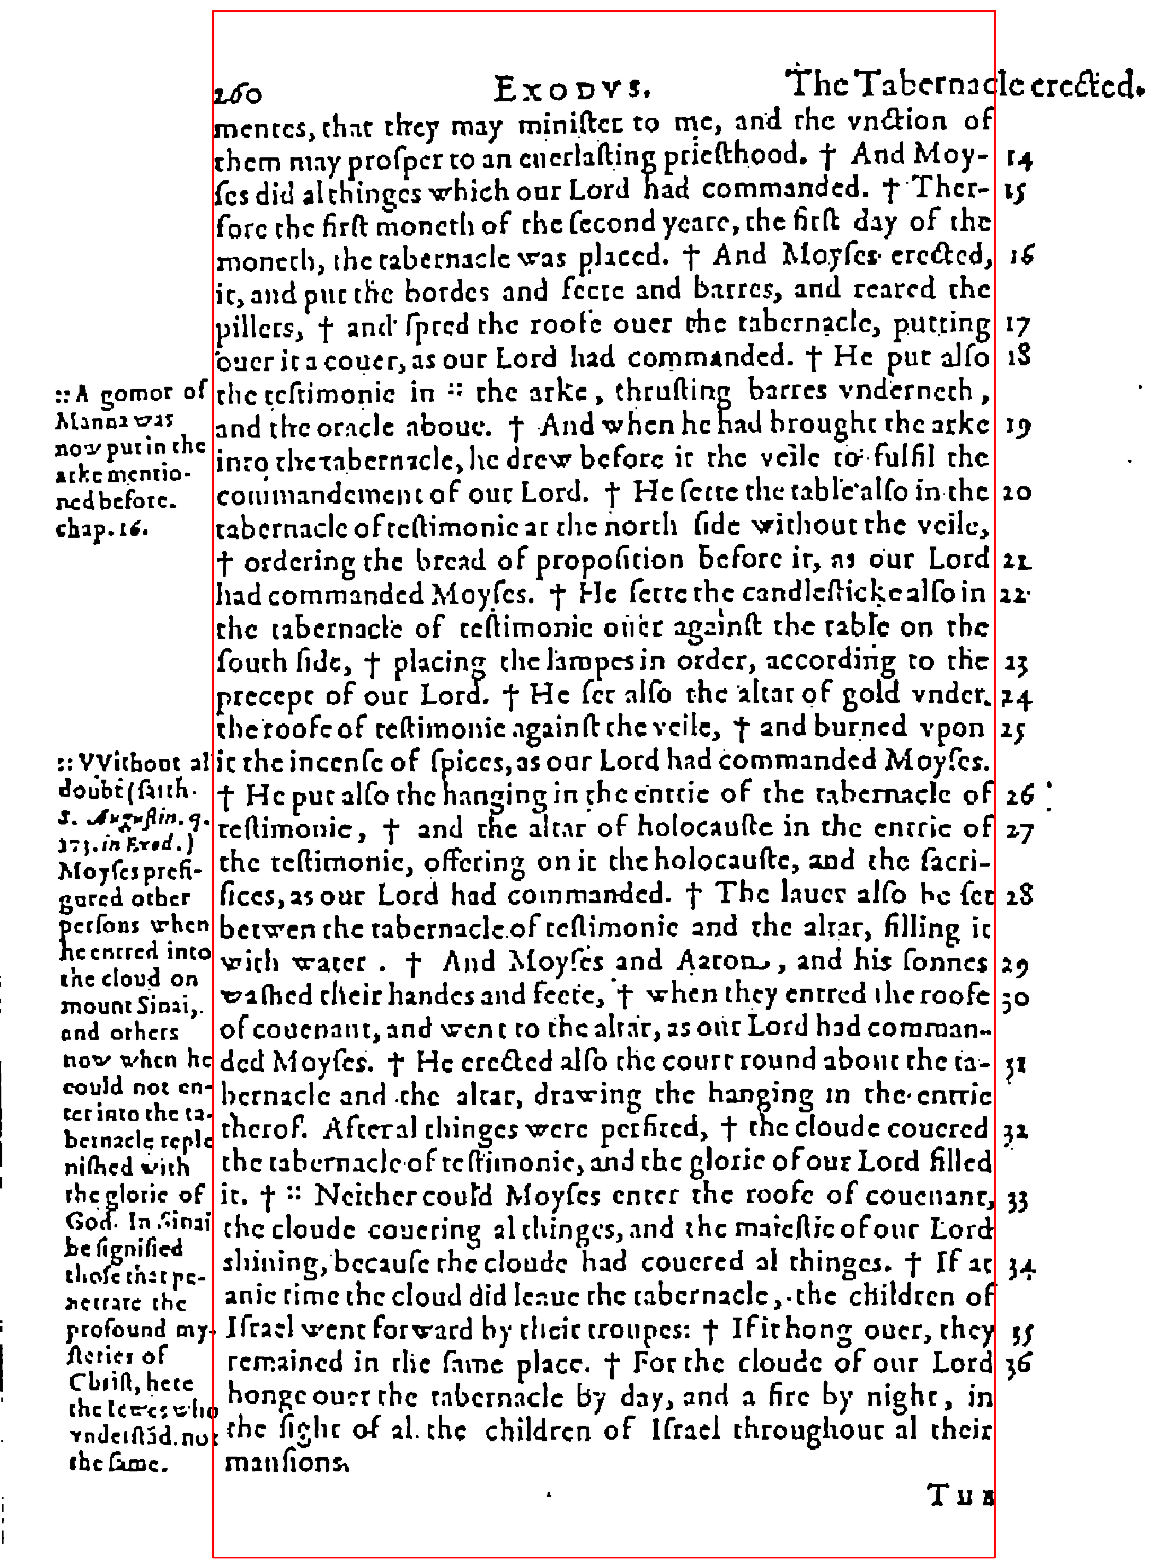 260 EXODVS. The Tabernacle erected.
mentes, that they may minister to me, and the vnction of
them may prosper to an euerlasting priesthood. † And Moy- 14
ses did al thinges which our Lord had commanded. † Ther- 15
fore the first moneth of the second yeare, the first day of the
moneth, the tabernacle was placed. † And Moyses erected, 16
it, and put the bordes and feete and barres, and reared the
pillers, † and spred the roofe ouer the tabernacle, putting 17
ouer it a couer, as our Lord had commanded. † He put also 18
the testimonie in :: the arke, thrusting barres vnderneth,
and the oracle aboue. † And when he had brought the arke 19
into the tabernacle, he drew before it the veile to fulfil the
commandement of our Lord. † He sette the table also in the 20
tabernacle of testimonie at the north side without the veile,
† ordering the bread of proposition before it, as our Lord 21
had commanded Moyses. † He sette the candlesticke also in 22
the tabernacle of testimonie ouer against the table on the
south side, † placing the lampes in order, according to the 23
precept of our Lord. † He set also the altar of gold vnder 24
the roofe of testimonie against the veile, † and burned vpon 25
it the incense of spices, as our Lord had commanded Moyses.
† He put also the hanging in the entrie of the tabernacle of 26
testimonie, † and the altar of holocauste in the entrie of 27
the testimonie, offering on it the holocauste, and the sacri-
fices, as our Lord had commanded. † The lauer also he set 28
betwen the tabernacle of testimonie and the altar, filling it
with water. † And Moyses and Aaron, and his sonnes 29
washed their handes and feete, † when they entred the roofe 30
of couenant, and went to the altar, as our Lord had comman-
ded Moyses. † He erected also the court round about the ta- 31
bernacle and the altar, drawing the hanging in the entrie
therof. After al thinges were perfited, † the cloude couered 32
the tabernacle of testimonie, and the glorie of our Lord filled
it. † :: Neither could Moyses enter the roofe of couenant, 33
the cloude couering al thinges, and the maiestie of our Lord
shining, because the cloude had couered al thinges. † If at 34
anie time the cloud did leaue the tabernacle, the children of
Israel went forward by their troupes: † If it hong ouer, they 35
remained in the same place. † For the cloude of our Lord 36
honge ouer the tabernacle by day, and a fire by night, in
the sight of al the children of Israel throughout al their
mansions.
:: A gomor of
Manna was
now put in the
arke mentio-
ned before.
chap. 16.
:: VVithout al
doubt (saith
S. Augustin. q.
173. in Exod.)
Moyses prefi-
gured other
persons when
he entred into
the cloud on
mount Sinai,
and others
now when he
could not en-
ter into the ta-
bernacle reple
nished with
the glorie of
God. In Sinai
he signified
those that pe-
netrate the
profound my-
steries of
Christ, here
the Iewes who
vnderstād not
the same.
THE